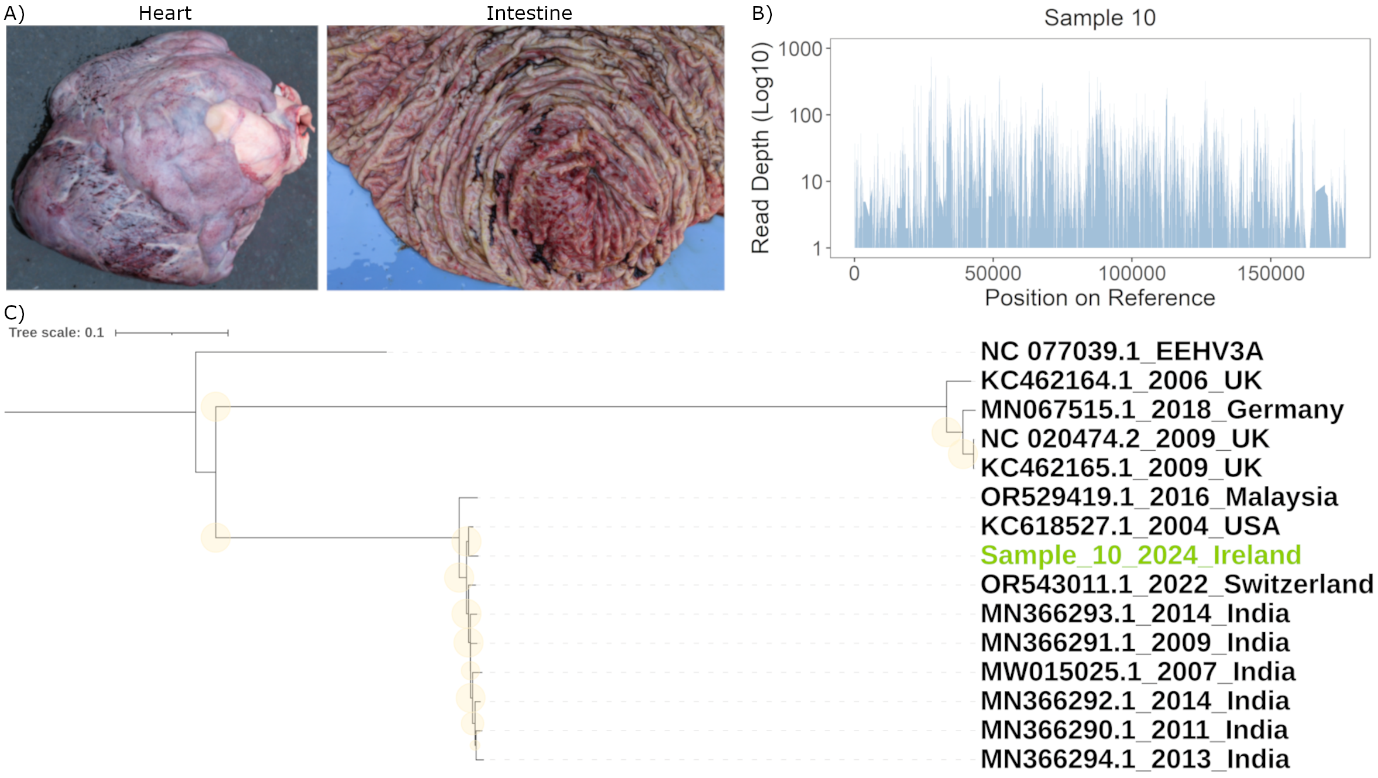 A)
Heart
Intestine
B)
Sample 10
Read Depth (Log10)
1000
100
10
1
0
50000
100000
150000
Position on Reference
C)
Tree scale: 0.1
NC 077039.1_EEHV3A
KC462164.1_2006_UK
MN067515.1_2018_Germany
NC 020474.2_2009_UK
KC462165.1_2009_UK
OR529419.1_2016_Malaysia
KC618527.1_2004_USA
Sample_10_2024_Ireland
OR543011.1_2022_Switzerland
MN366293.1_2014_India
MN366291.1_2009_India
MW015025.1_2007_India
MN366292.1_2014_India
MN366290.1_2011_India
MN366294.1_2013_India